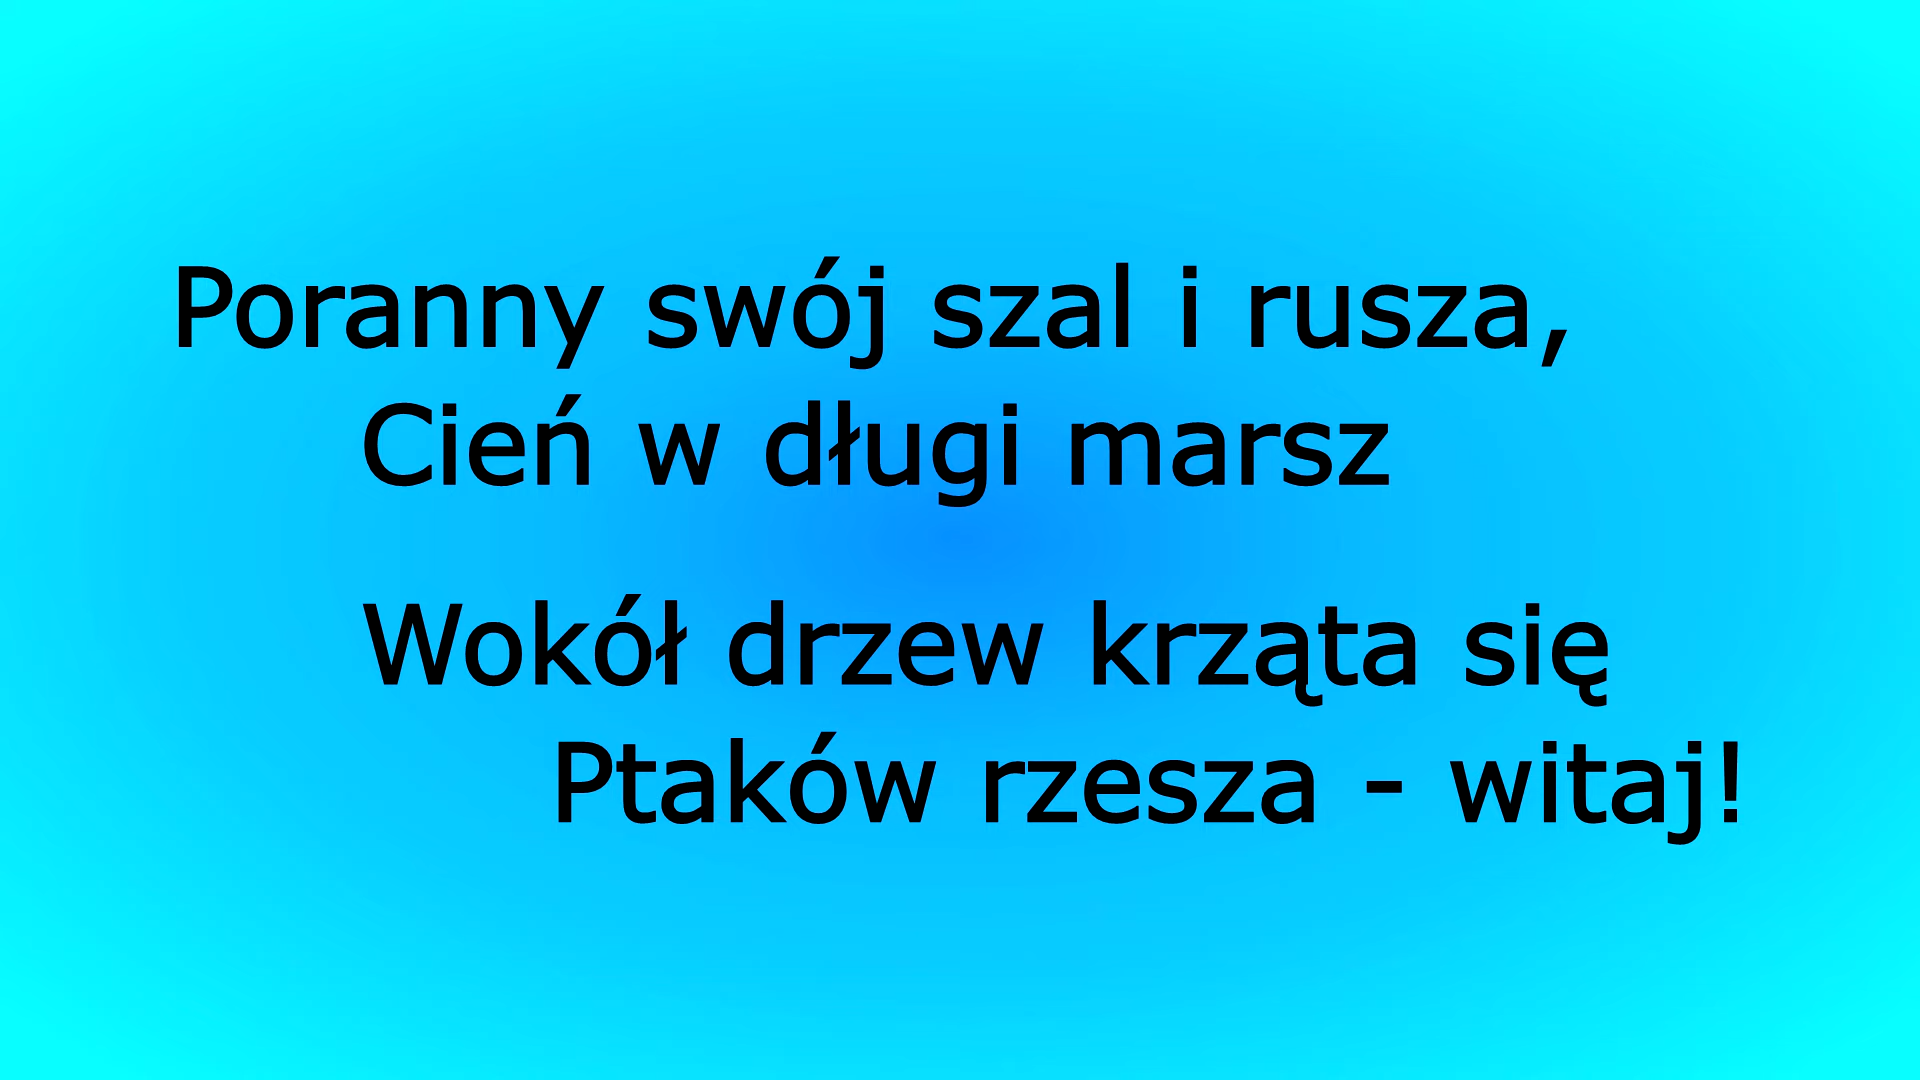 Poranny swój szal i rusza,
Cień w długi marsz
Wokół drzew krząta się
Ptaków rzesza - witaj!